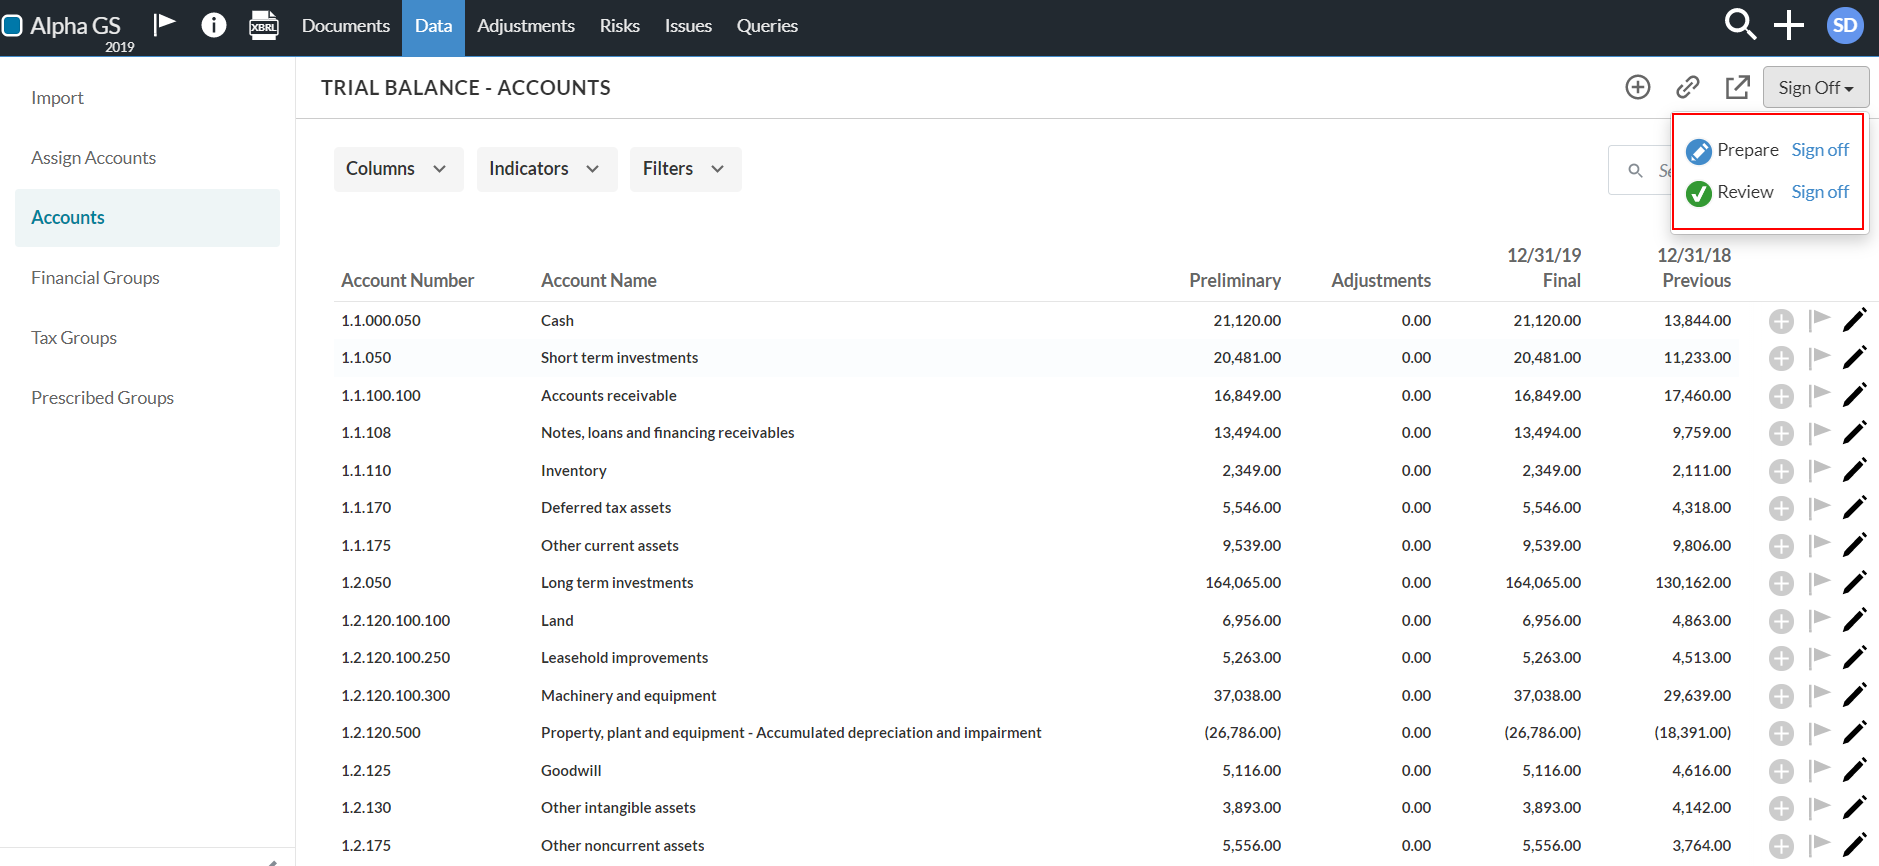 Alpha GS
2019
XBRL
Documents
Data
Adjustments
Risks
Issues
Queries
SD
Import
Assign Accounts
Accounts
Financial Groups
Tax Groups
Prescribed Groups
TRIAL BALANCE - ACCOUNTS
Sign Off
Prepare Sign off
Review Sign off
Columns
Indicators
Filters
12/31/19 12/31/18
Account Number Account Name Preliminary Adjustments Final Previous
1.1.000.050 Cash 21,120.00 0.00 21,120.00 13,844.00
1.1.050 Short term investments 20,481.00 0.00 20,481.00 11,233.00
1.1.100.100 Accounts receivable 16,849.00 0.00 16,849.00 17,460.00
1.1.108 Notes, loans and financing receivables 13,494.00 0.00 13,494.00 9,759.00
1.1.110 Inventory 2,349.00 0.00 2,349.00 2,111.00
1.1.170 Deferred tax assets 5,546.00 0.00 5,546.00 4,318.00
1.1.175 Other current assets 9,539.00 0.00 9,539.00 9,806.00
1.2.050 Long term investments 164,065.00 0.00 164,065.00 130,162.00
1.2.120.100.100 Land 6,956.00 0.00 6,956.00 4,863.00
1.2.120.100.250 Leasehold improvements 5,263.00 0.00 5,263.00 4,513.00
1.2.120.100.300 Machinery and equipment 37,038.00 0.00 37,038.00 29,639.00
1.2.120.500 Property, plant and equipment - Accumulated depreciation and impairment (26,786.00) 0.00 (26,786.00) (18,391.00)
1.2.125 Goodwill 5,116.00 0.00 5,116.00 4,616.00
1.2.130 Other intangible assets 3,893.00 0.00 3,893.00 4,142.00
1.2.175 Other noncurrent assets 5,556.00 0.00 5,556.00 3,764.00